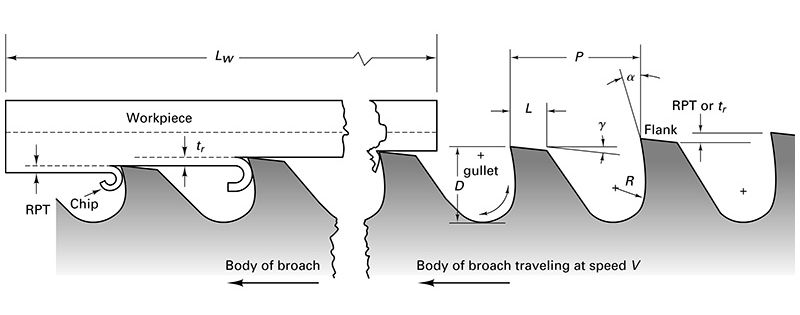 L_W
P
α
Workpiece
L
RPT or t_r
t_r
γ
Flank
+
gullet
D
+
R
+
RPT
Chip
Body of broach
Body of broach traveling at speed V